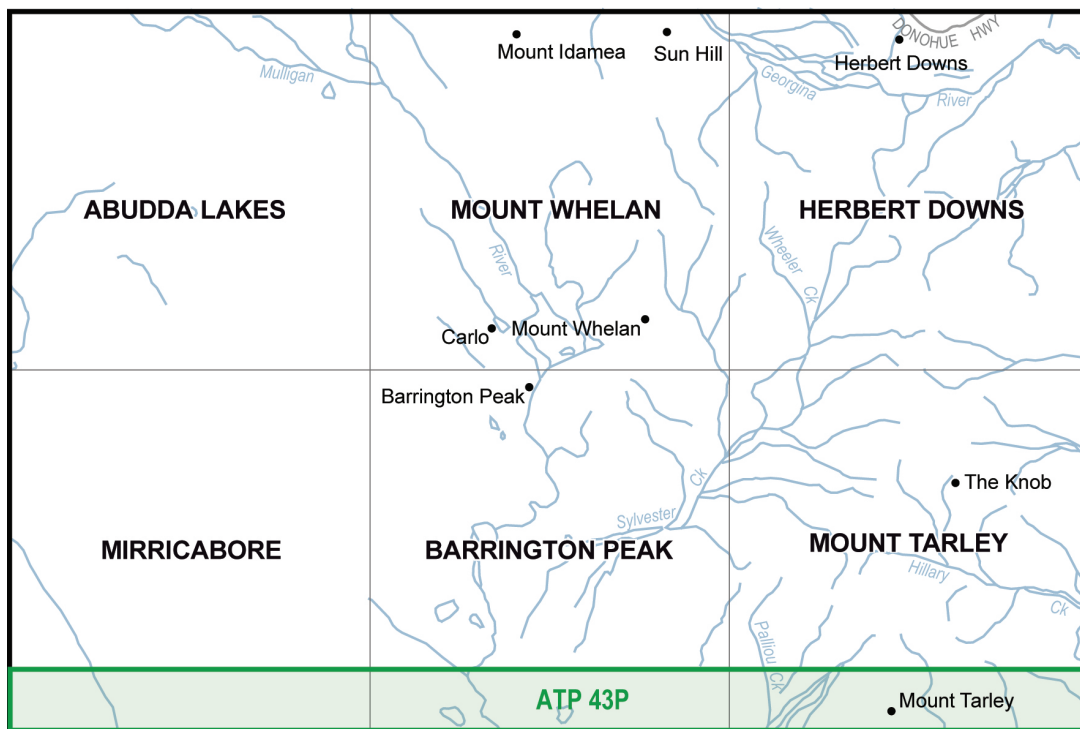 DONOHUE HWY
Mount Idamea
Sun Hill
Herbert Downs
Mulligan
Georgina
River
ABUDDA LAKES
MOUNT WHELAN
HERBERT DOWNS
River
Wheeler
Ck
Carlo
Mount Whelan
Barrington Peak
Ck
The Knob
Sylvester
MIRRICABORE
BARRINGTON PEAK
MOUNT TARLEY
Hillary
Ck
Palliou Ck
ATP 43P
Mount Tarley